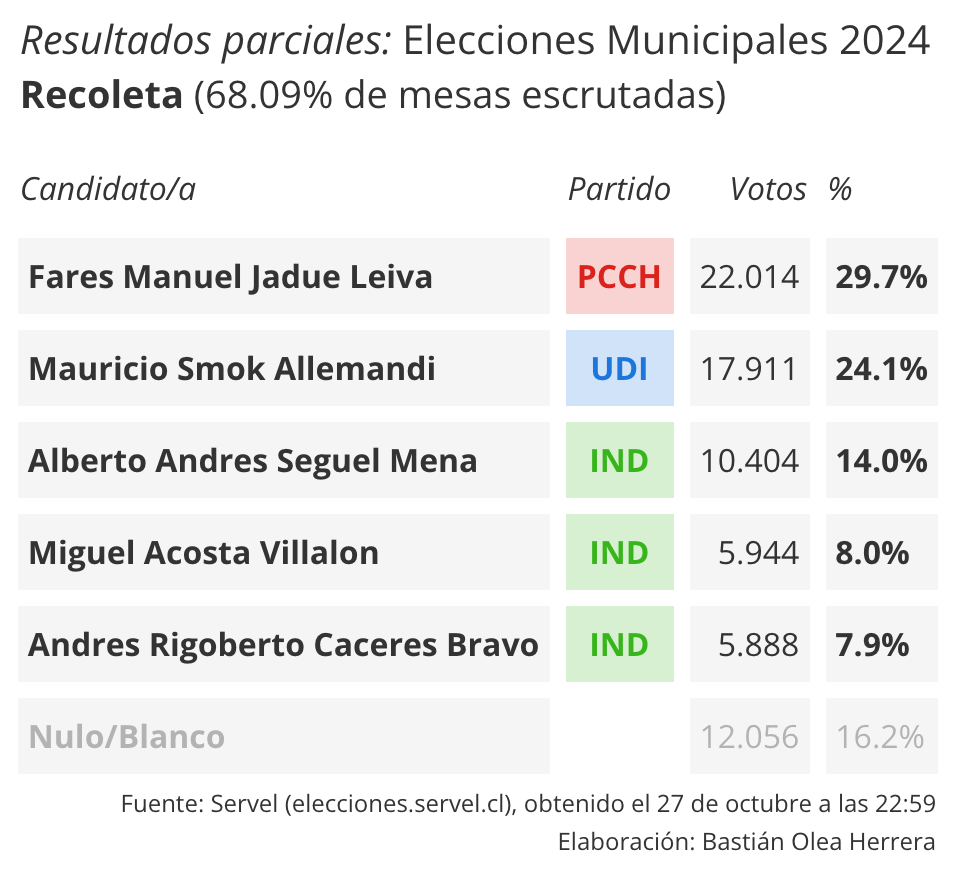 Resultados parciales: Elecciones Municipales 2024
Recoleta (68.09% de mesas escrutadas)
Candidato/a Partido Votos %
Fares Manuel Jadue Leiva PCCH 22.014 29.7%
Mauricio Smok Allemandi UDI 17.911 24.1%
Alberto Andres Seguel Mena IND 10.404 14.0%
Miguel Acosta Villalon IND 5.944 8.0%
Andres Rigoberto Caceres Bravo IND 5.888 7.9%
Nulo/Blanco 12.056 16.2%
Fuente: Servel (elecciones.servel.cl), obtenido el 27 de octubre a las 22:59
Elaboración: Bastián Olea Herrera